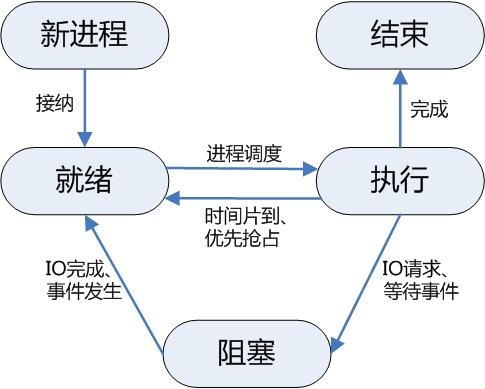 新进程
结束
接纳
完成
就绪
进程调度
执行
时间片到、
优先抢占
IO完成、
事件发生
IO请求、
等待事件
阻塞